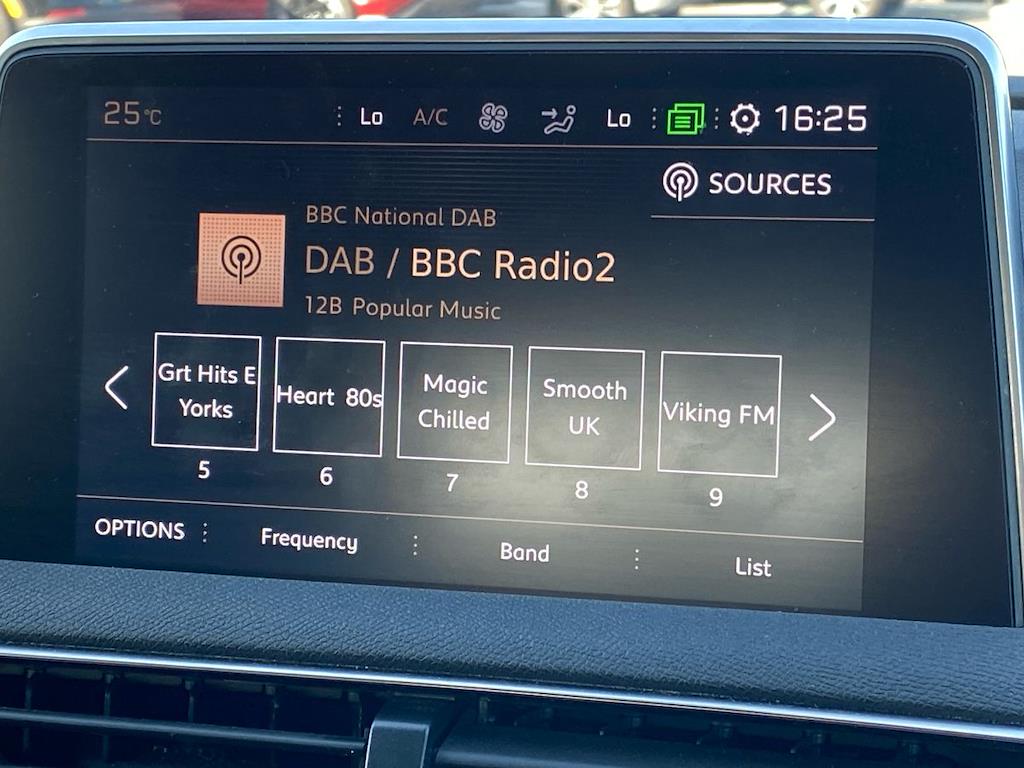 25°C Lo A/C Lo 16:25
SOURCES
BBC National DAB
DAB / BBC Radio2
12B Popular Music
Grt Hits E
Yorks
Heart 80s
Magic
Chilled
Smooth
UK
Viking FM
5 6 7 8 9
OPTIONS Frequency Band List